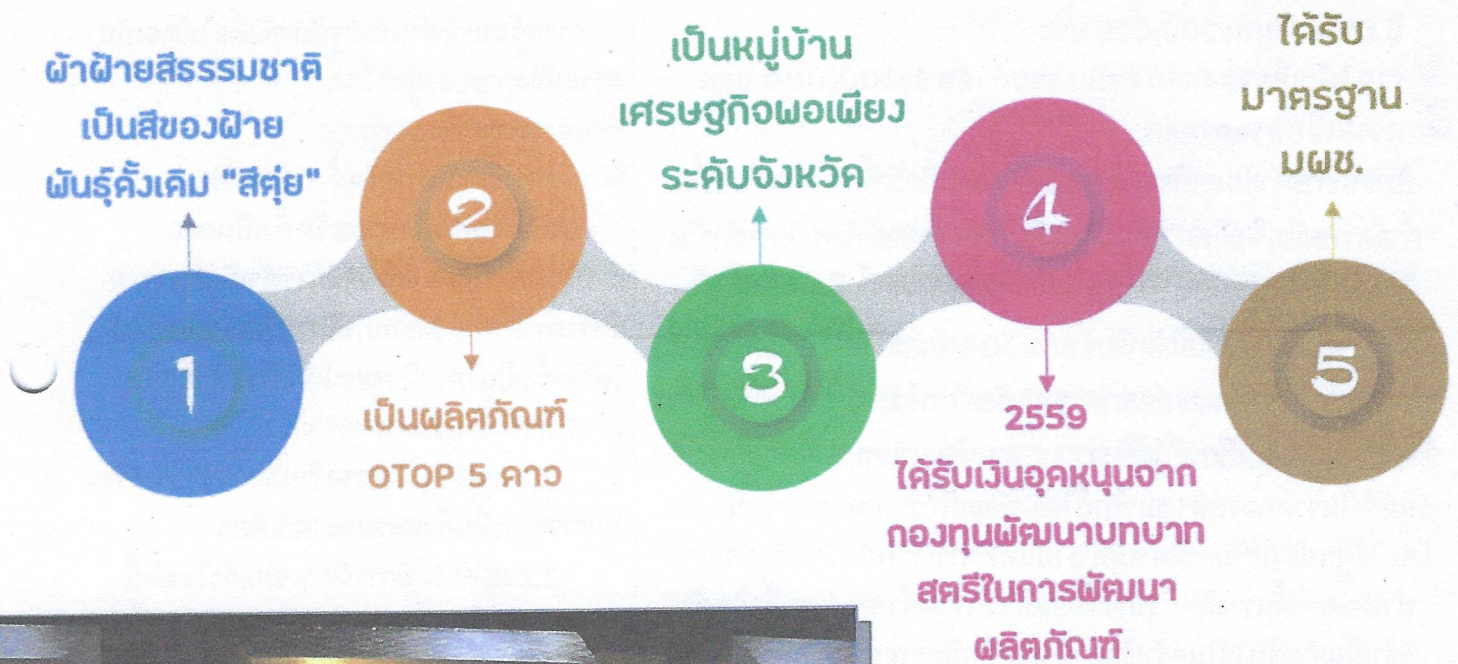 ผ้าฝ้ายสีธรรมชาติ
เป็นสีของฝ้าย
พันธุ์ดั้งเดิม "สีตุ่ย"
1
2
เป็นผลิตภัณฑ์
OTOP 5 ดาว
เป็นหมู่บ้าน
เศรษฐกิจพอเพียง
ระดับจังหวัด
3
4
2559
ได้รับเงินอุดหนุนจาก
กองทุนพัฒนาบทบาท
สตรีในการพัฒนา
ผลิตภัณฑ์
ได้รับ
มาตรฐาน
มผช.
5